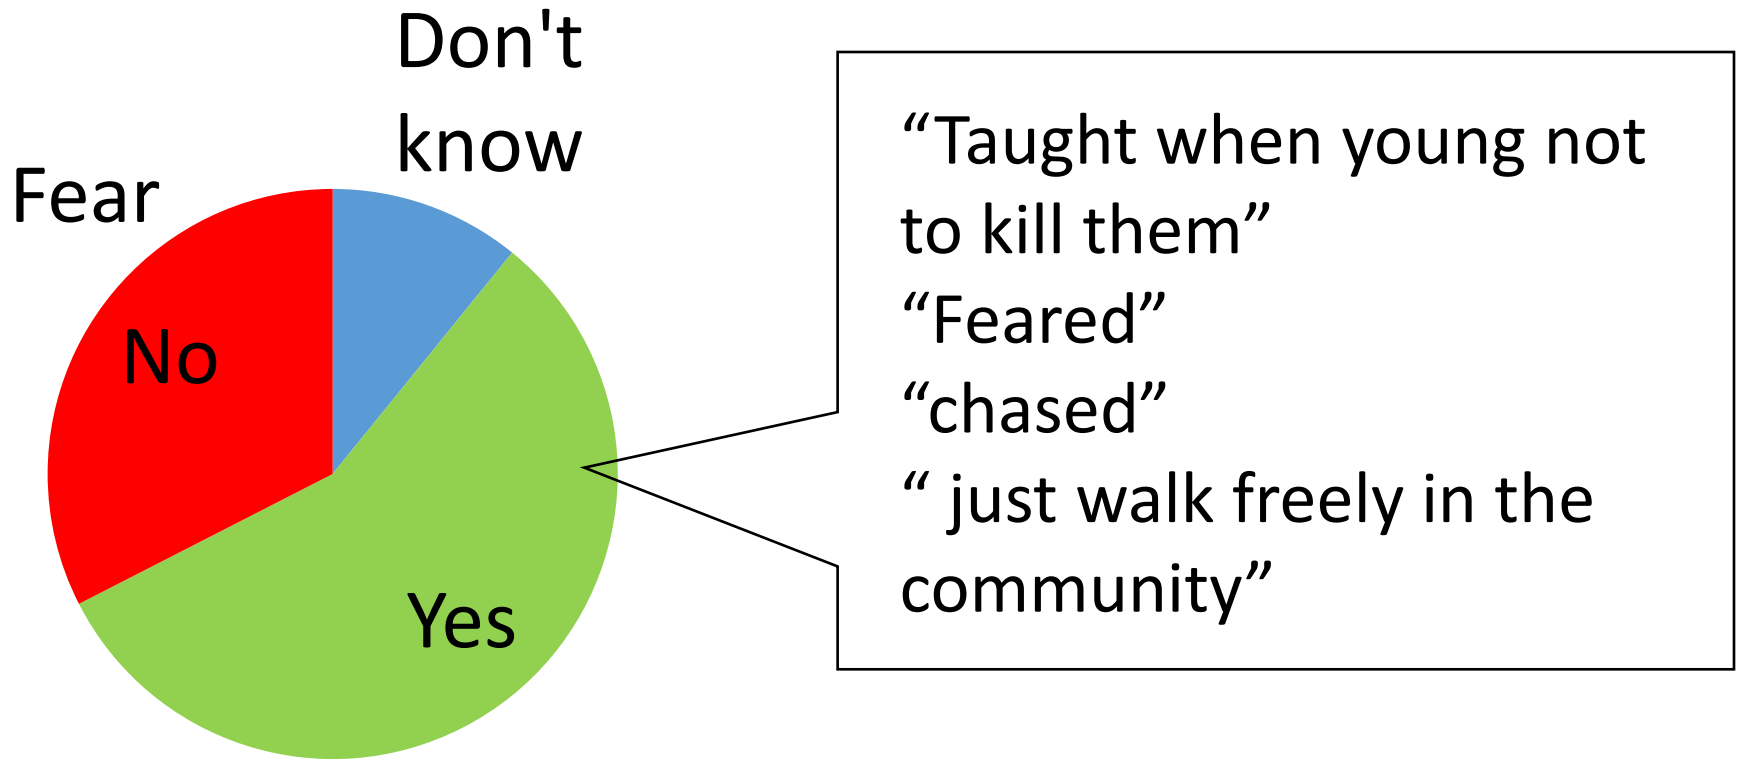 Don't
know
Fear
No
Yes
“Taught when young not
to kill them”
“Feared”
“chased”
“ just walk freely in the
community”